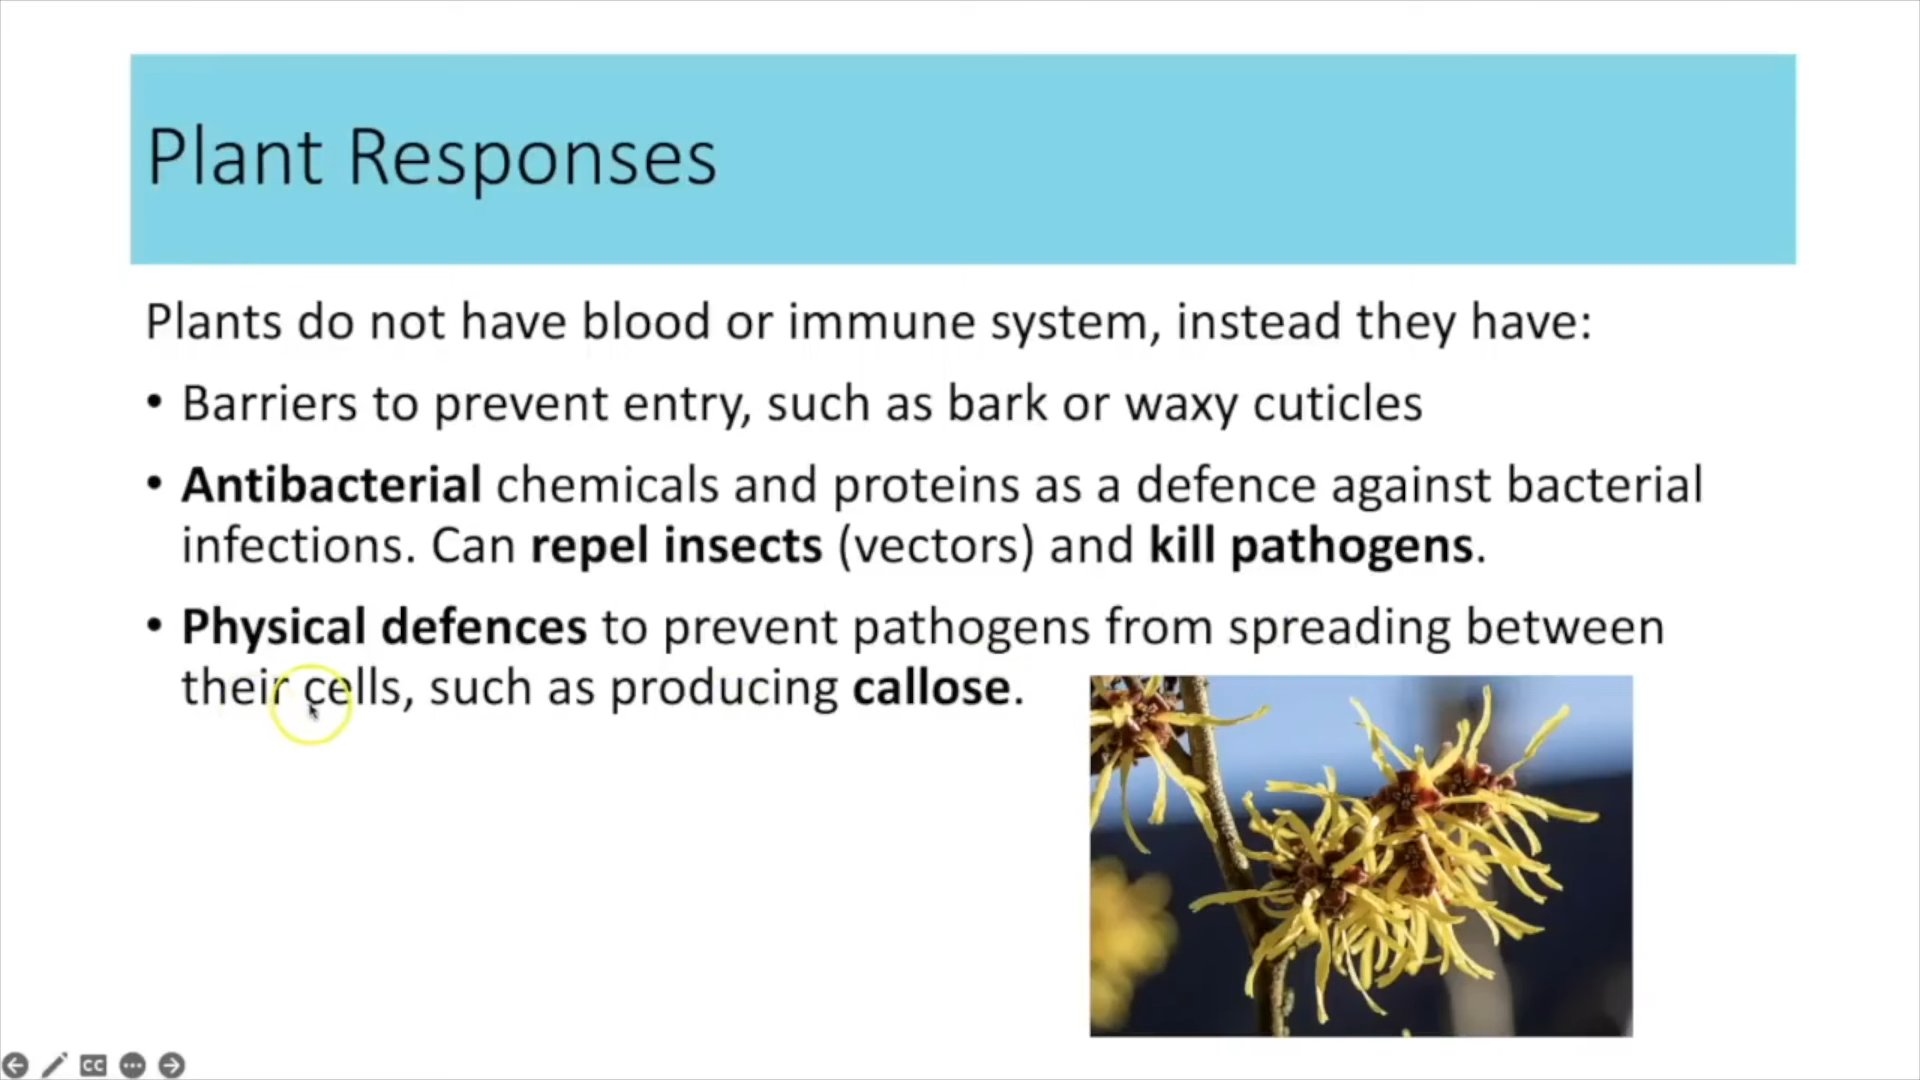 Plant Responses
Plants do not have blood or immune system, instead they have:
• Barriers to prevent entry, such as bark or waxy cuticles
• Antibacterial chemicals and proteins as a defence against bacterial
infections. Can repel insects (vectors) and kill pathogens.
• Physical defences to prevent pathogens from spreading between
their cells, such as producing callose.
CC